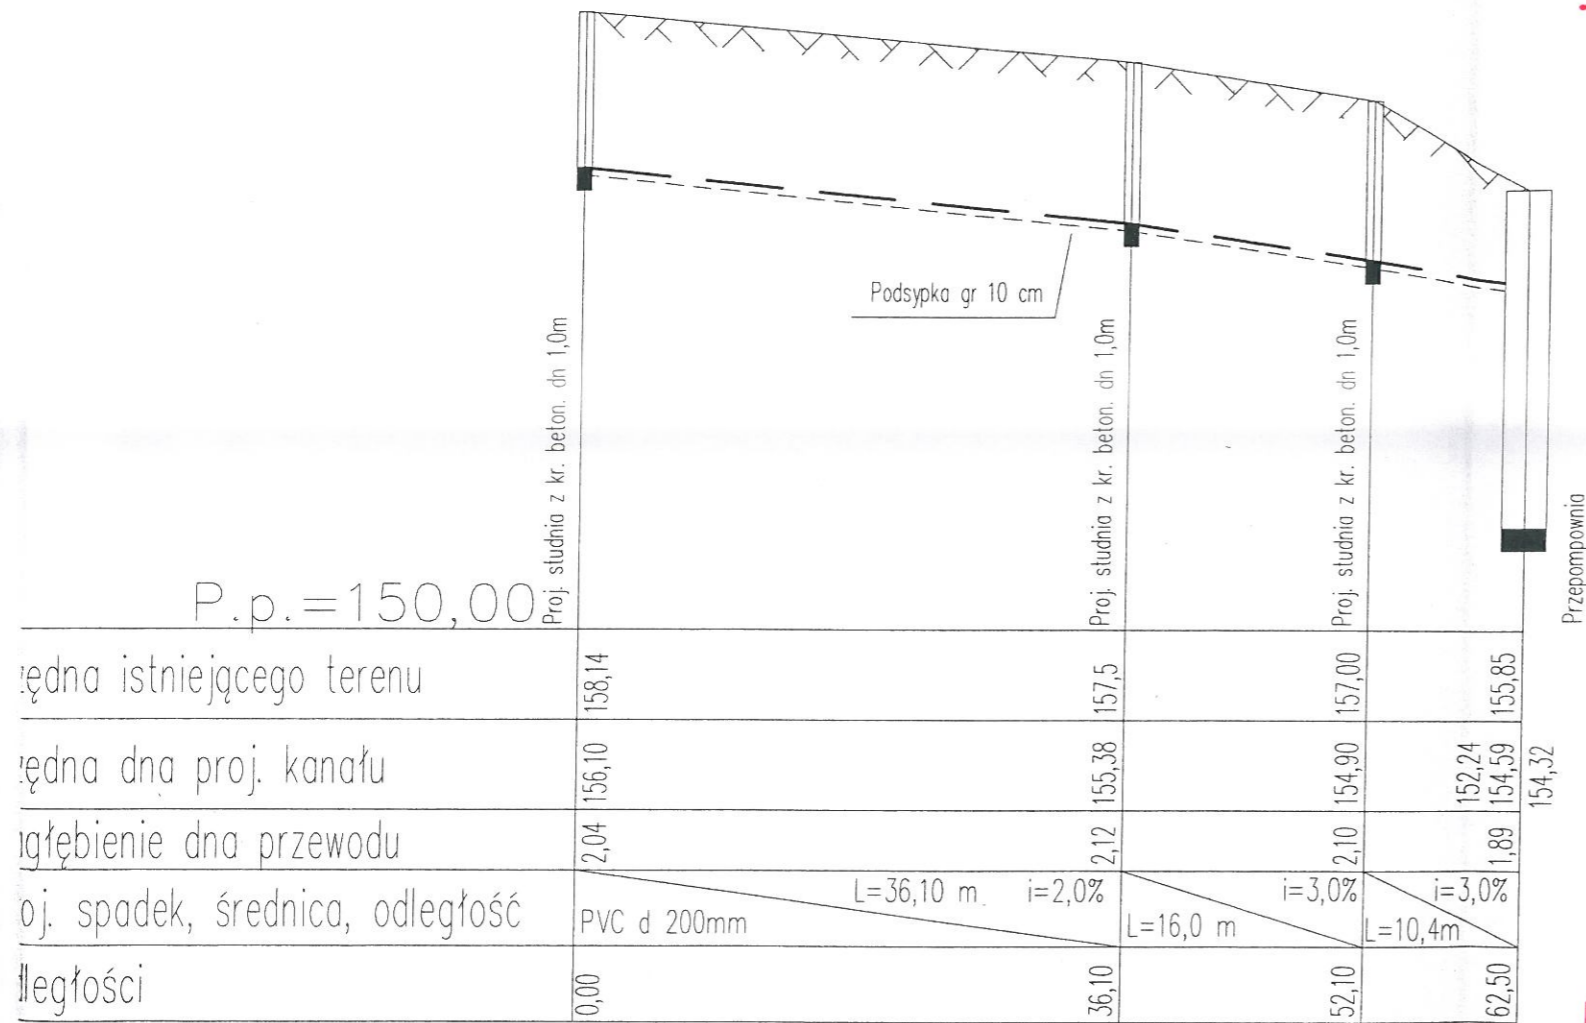 Podsypka gr 10 cm
Proj. studnia z kr. beton. dn 1,0m
Proj. studnia z kr. beton. dn 1,0m
Proj. studnia z kr. beton. dn 1,0m
Przepompownia
P.p.=150,00
ędna istniejącego terenu 158,14 157,5 157,00 155,85
ędna dna proj. kanału 156,10 155,38 154,90 152,24 154,59 154,32
głębienie dna przewodu 2,04 2,12 2,10 1,89
oj. spadek, średnica, odległość
L=36,10 m i=2,0% i=3,0% i=3,0%
PVC d 200mm L=16,0 m L=10,4m
ległości 0,00 36,10 52,10 62,50